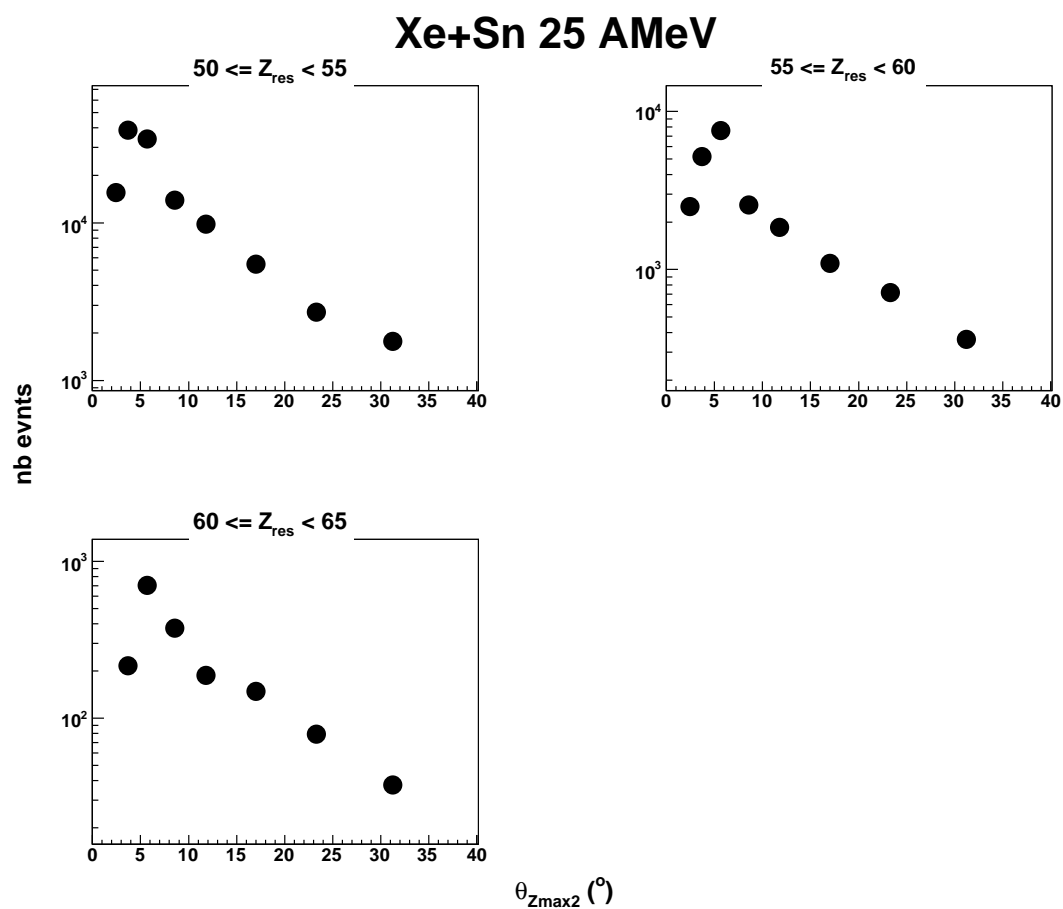 Xe+Sn 25 AMeV
50 <= Z_res < 55
10^4
10^3
0 5 10 15 20 25 30 35 40
55 <= Z_res < 60
10^4
10^3
0 5 10 15 20 25 30 35 40
nb evnts
60 <= Z_res < 65
10^3
10^2
0 5 10 15 20 25 30 35 40
θ_Zmax2 (°)